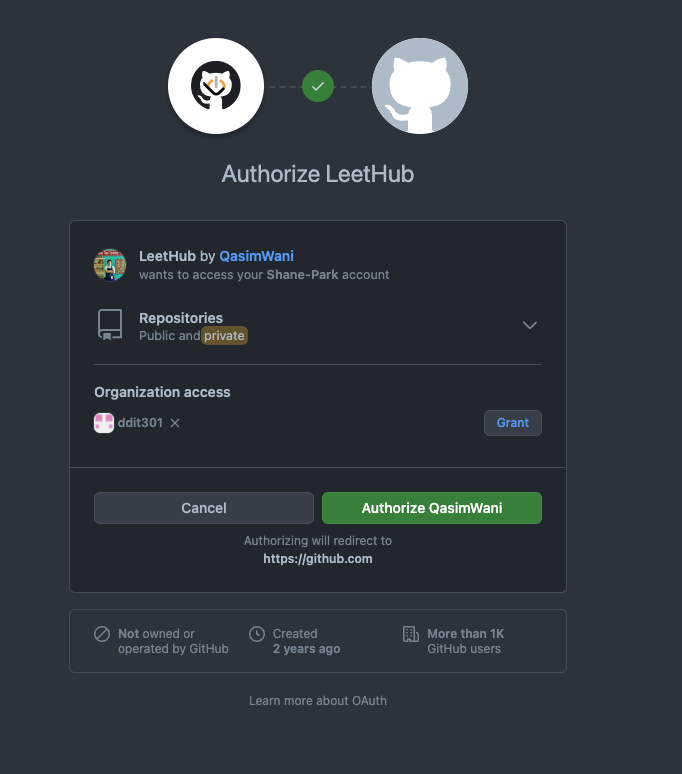 Authorize LeetHub
LeetHub by QasimWani
wants to access your Shane-Park account
Repositories
Public and private
Organization access
ddit301
Grant
Cancel
Authorize QasimWani
Authorizing will redirect to
https://github.com
Not owned or
operated by GitHub
Created
2 years ago
More than 1K
GitHub users
Learn more about OAuth